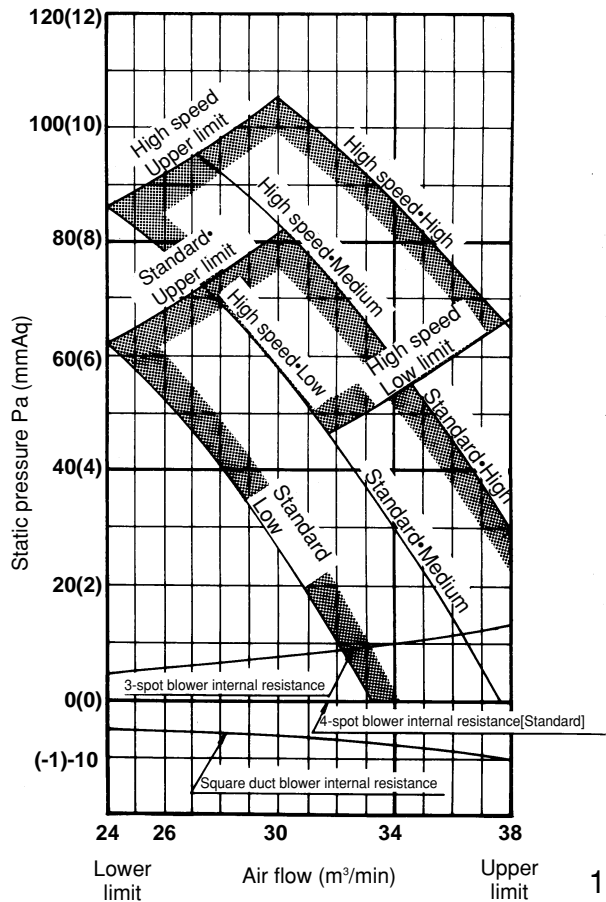 120(12)
100(10)
80(8)
60(6)
40(4)
20(2)
0(0)
(-1)-10
Static pressure Pa (mmAq)
High speed
Upper limit
High speed•High
High speed•Medium
Standard•
Upper limit
High speed•Low
High speed
Low limit
Standard•High
Standard•Medium
Standard
Low
3-spot blower internal resistance
4-spot blower internal resistance[Standard]
Square duct blower internal resistance
24 26 30 34 38
Lower
limit
Air flow (m³/min)
Upper
limit
1